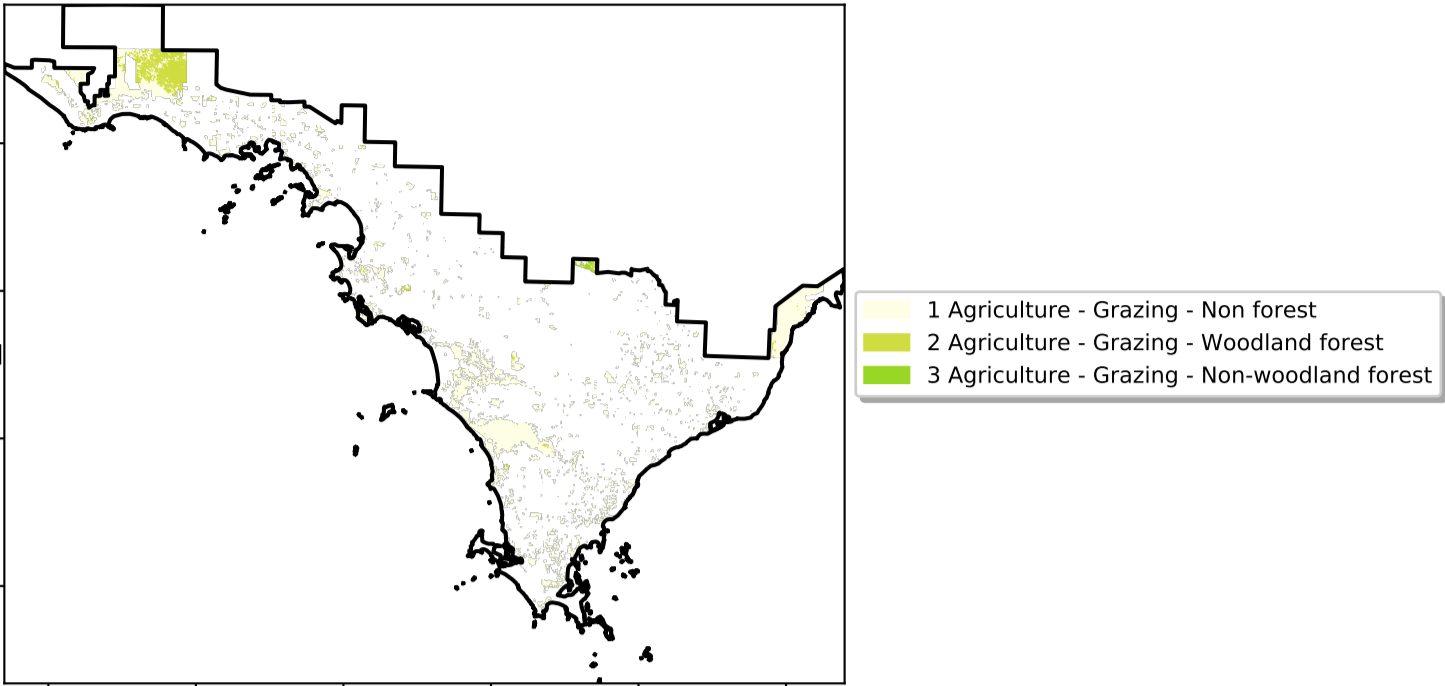 1 Agriculture - Grazing - Non forest
2 Agriculture - Grazing - Woodland forest
3 Agriculture - Grazing - Non-woodland forest